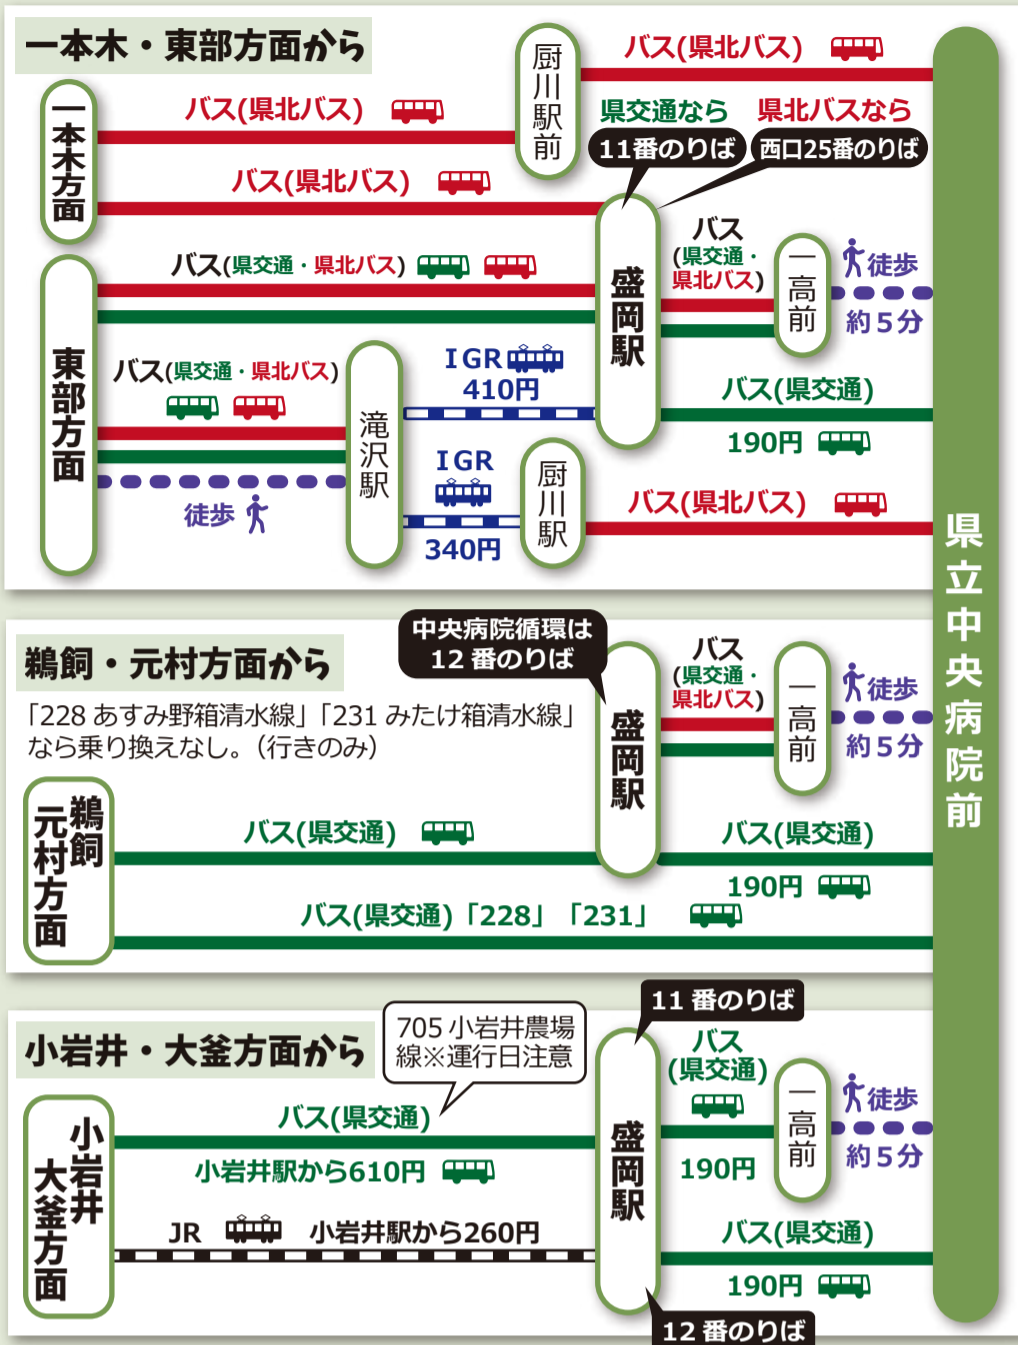 一本木・東部方面から
一本木方面
バス(県北バス)
厨川駅前
バス(県北バス)
バス(県北バス)
県交通なら
11番のりば
県北バスなら
西口25番のりば
東部方面
バス(県交通・県北バス)
盛岡駅
バス
(県交通・
県北バス)
一高前
徒歩
約5分
バス(県交通・県北バス)
徒歩
滝沢駅
IGR
410円
バス(県交通)
190円
IGR
340円
厨川駅
バス(県北バス)
県立中央病院前
鵜飼・元村方面から
「228 あすみ野箱清水線」「231 みたけ箱清水線」
なら乗り換えなし。（行きのみ）
中央病院循環は
12 番のりば
鵜飼
元村方面
バス(県交通)
盛岡駅
バス
(県交通・
県北バス)
一高前
徒歩
約5分
バス(県交通)
190円
バス(県交通)「228」「231」
小岩井・大釜方面から
705 小岩井農場
線※運行日注意
小岩井
大釜方面
バス(県交通)
小岩井駅から610円
JR
小岩井駅から260円
11 番のりば
盛岡駅
バス
(県交通)
190円
一高前
徒歩
約5分
バス(県交通)
190円
12 番のりば